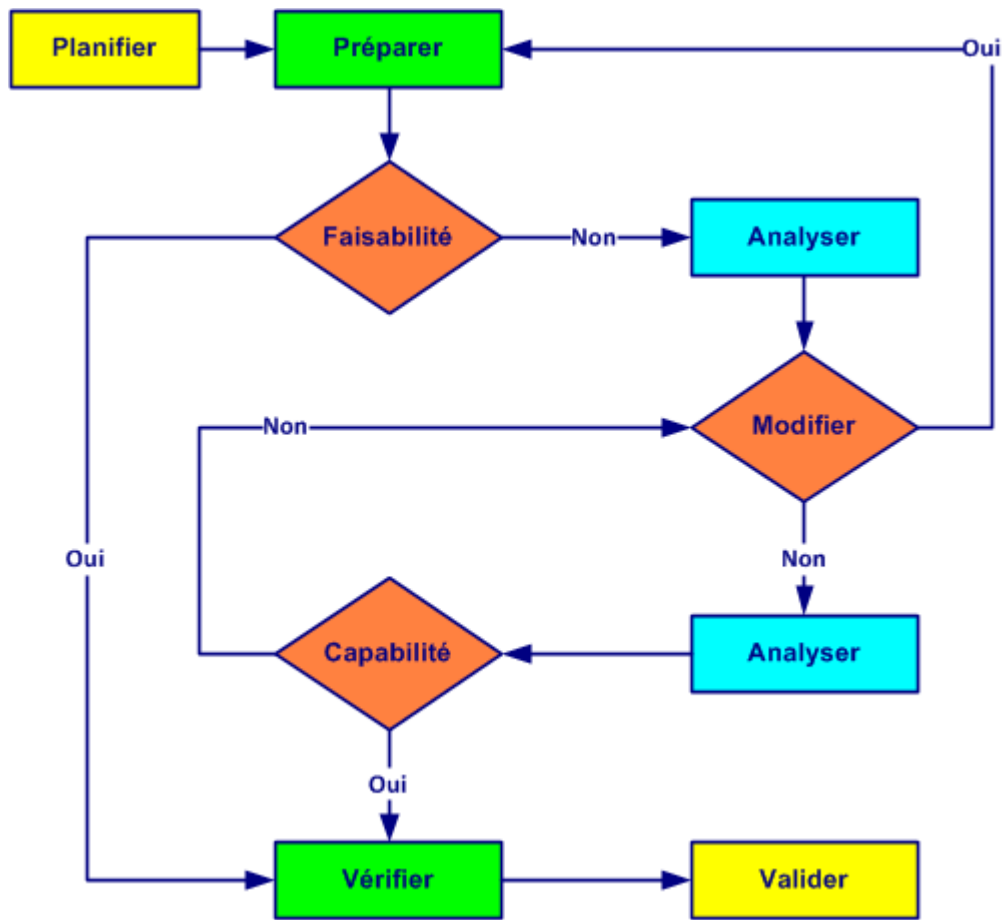 Planifier
Préparer
Oui
Faisabilité
Non
Analyser
Non
Modifier
Oui
Non
Capabilité
Analyser
Oui
Vérifier
Valider